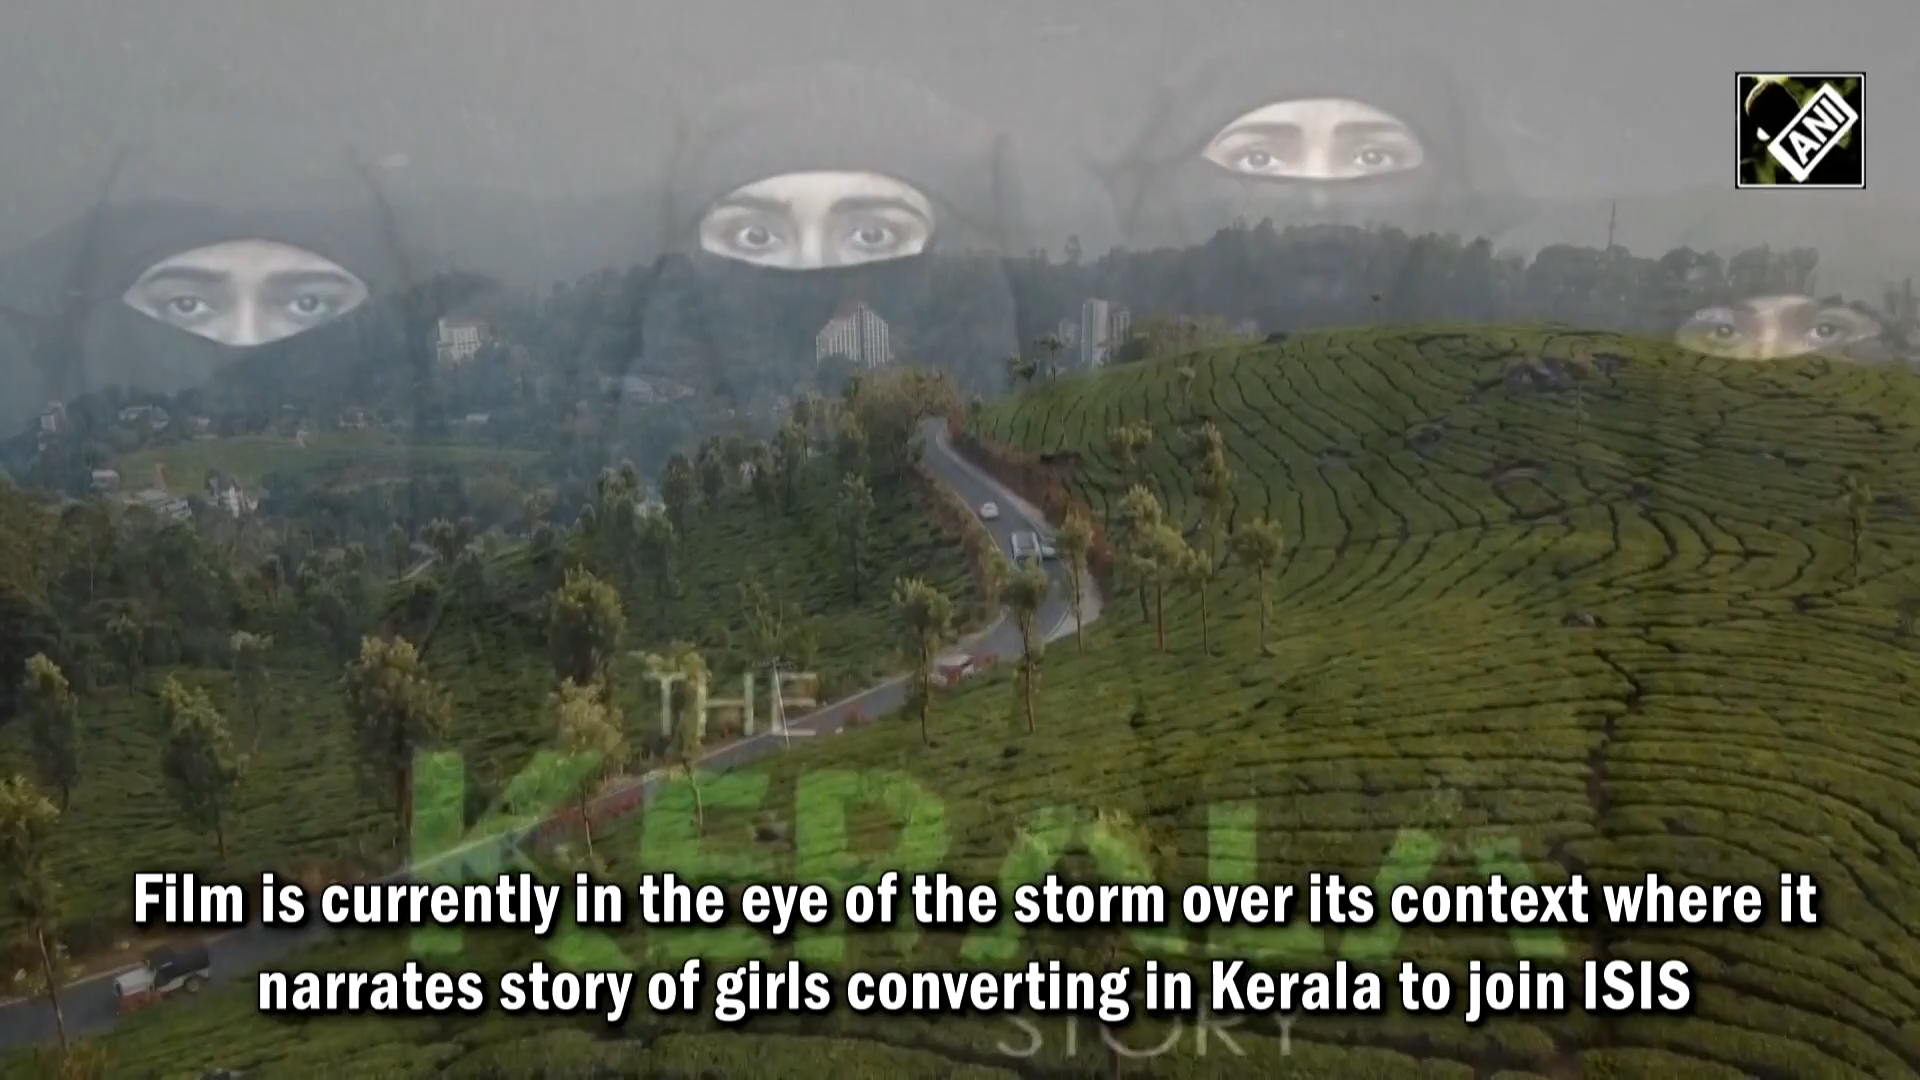 ANI
THE
KERALA
Film is currently in the eye of the storm over its context where it
narrates story of girls converting in Kerala to join ISIS
STORY